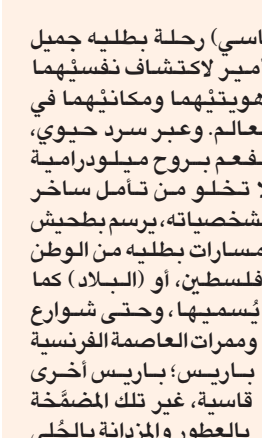 اسي) رحلة بطليه جميل
أمير لاكتشاف نفسيْهما
هويتيْهما ومكانيْهما في
عالم. وعبر سرد حيوي،
فعم بروح ميلودرامية
لا تخلو من تأمل ساخر
شخصياته، يرسم بطحيش
مسارات بطليه من الوطن
فلسطين، أو (البلاد) كما
يُسميها، وحتى شوارع
وممرات العاصمة الفرنسية
باريس؛ باريس أخرى
قاسية، غير تلك المضمَّخة
بالعطور والمزدانة بالحُلي